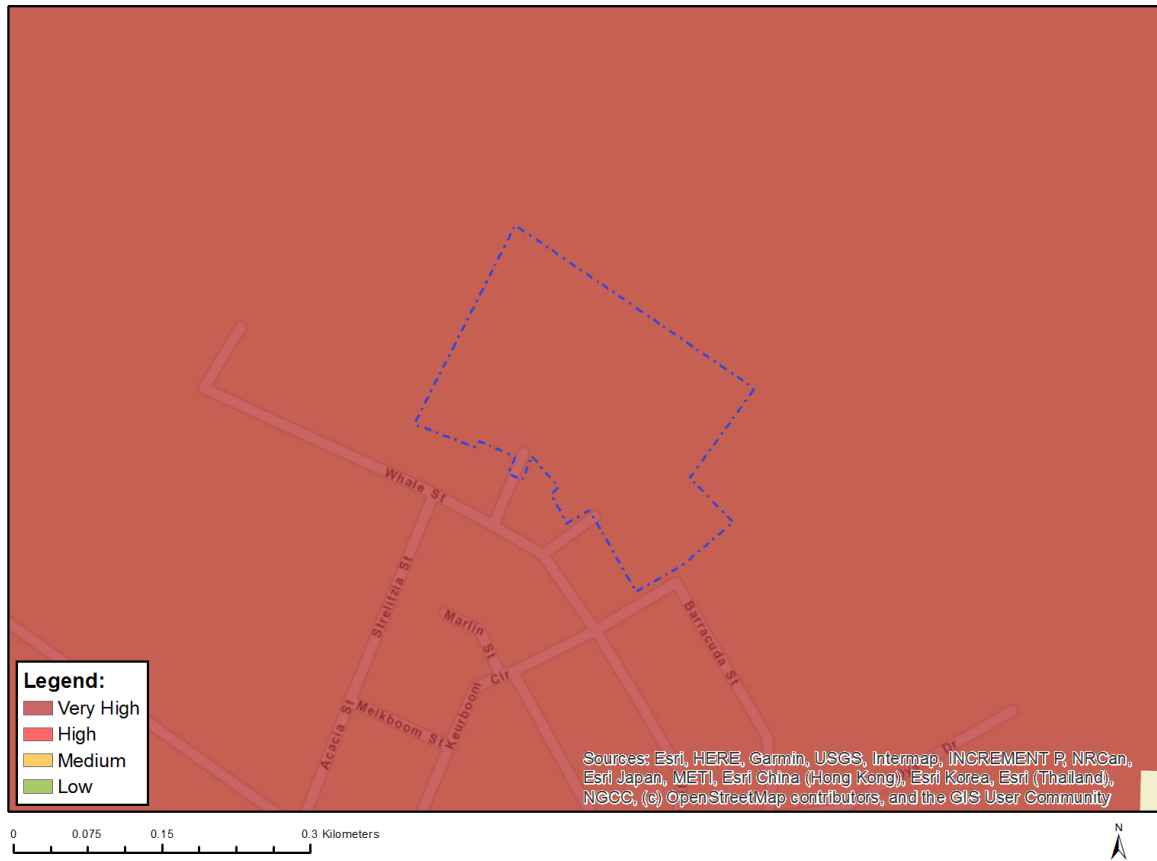 Whale St
Strelitzia St
Marlin St
Barracuda St
Keurboom Cir
Melkboom St
Acacia St
Dr
Legend:
Very High
High
Medium
Low
Sources: Esri, HERE, Garmin, USGS, Intermap, INCREMENT P, NRCan,
Esri Japan, METI, Esri China (Hong Kong), Esri Korea, Esri (Thailand),
NGCC, (c) OpenStreetMap contributors, and the GIS User Community
0 0.075 0.15 0.3 Kilometers
N